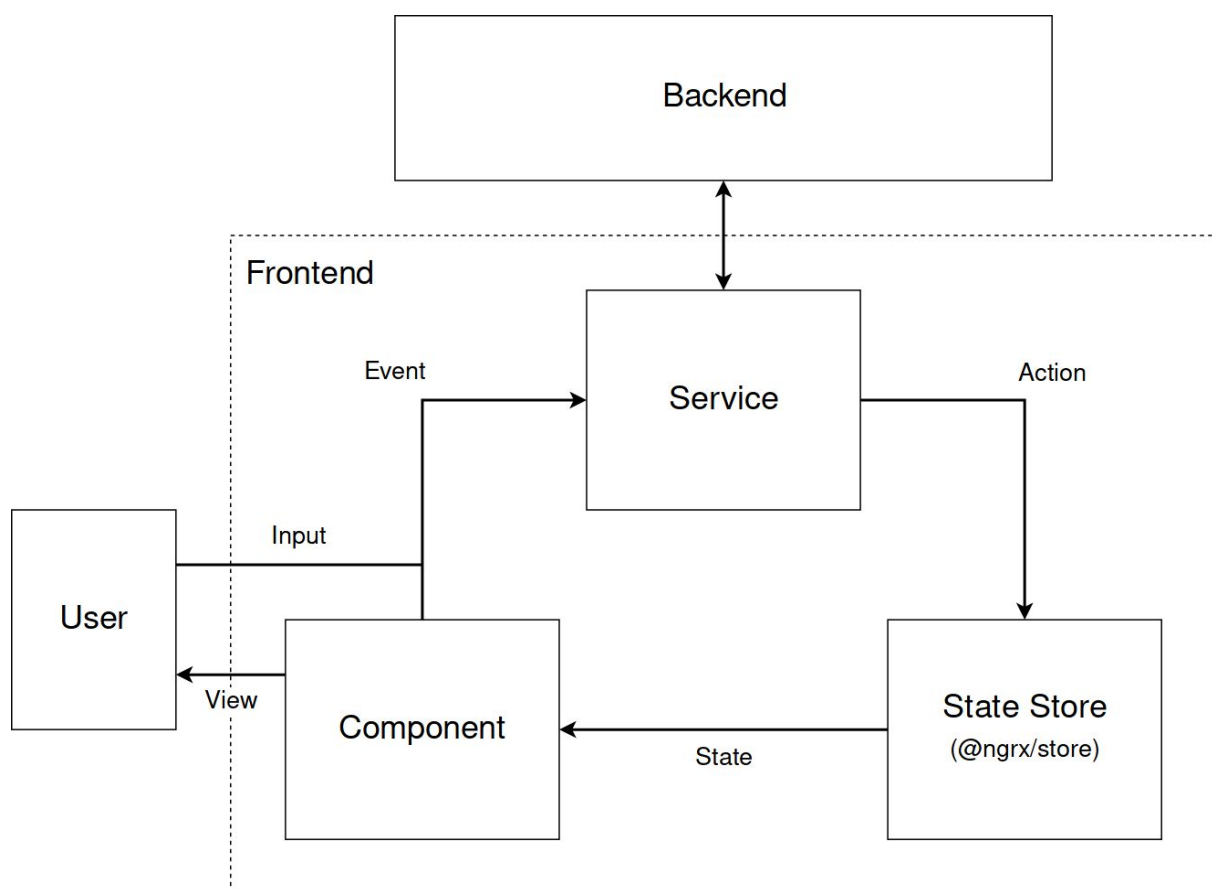 Backend
Frontend
Event
Action
Service
Input
User
View
Component
State Store
(@ngrx/store)
State